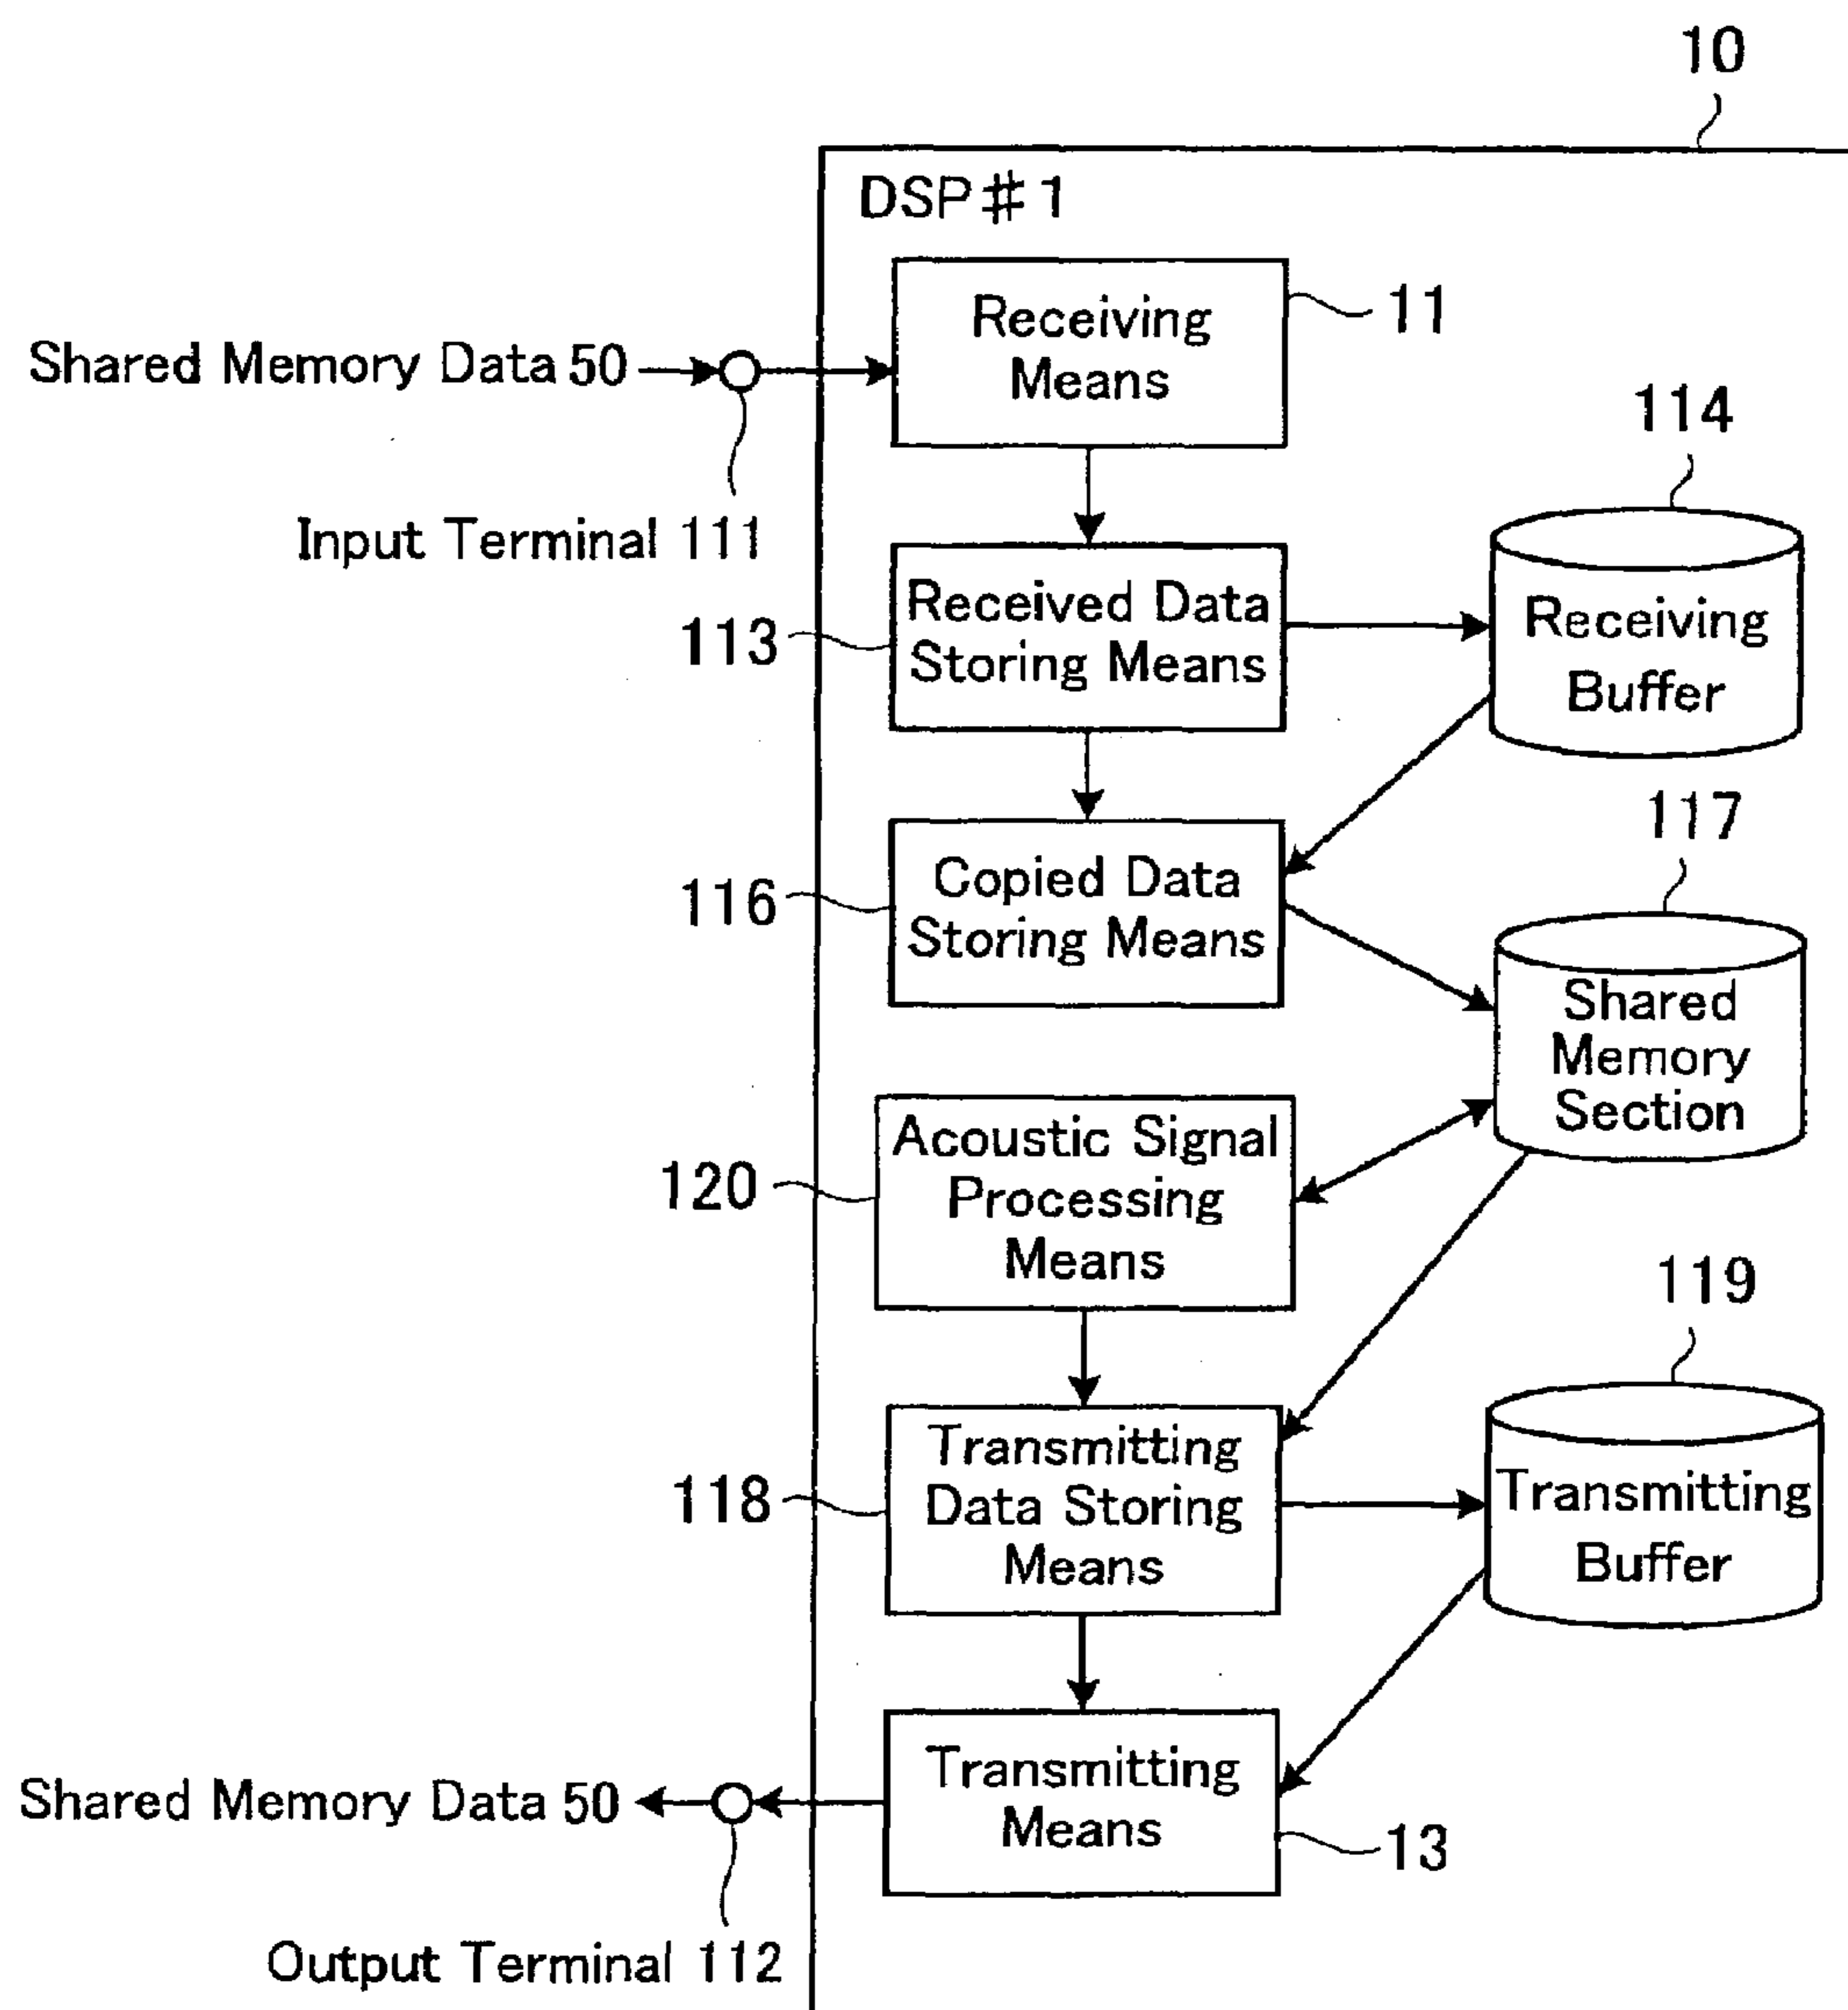 10
DSP#1
Receiving
Means
11
Shared Memory Data 50
Input Terminal 111
114
Received Data
Storing Means
113
Receiving
Buffer
117
Copied Data
Storing Means
116
Shared
Memory
Section
Acoustic Signal
Processing
Means
120
119
Transmitting
Data Storing
Means
118
Transmitting
Buffer
Transmitting
Means
Shared Memory Data 50
13
Output Terminal 112